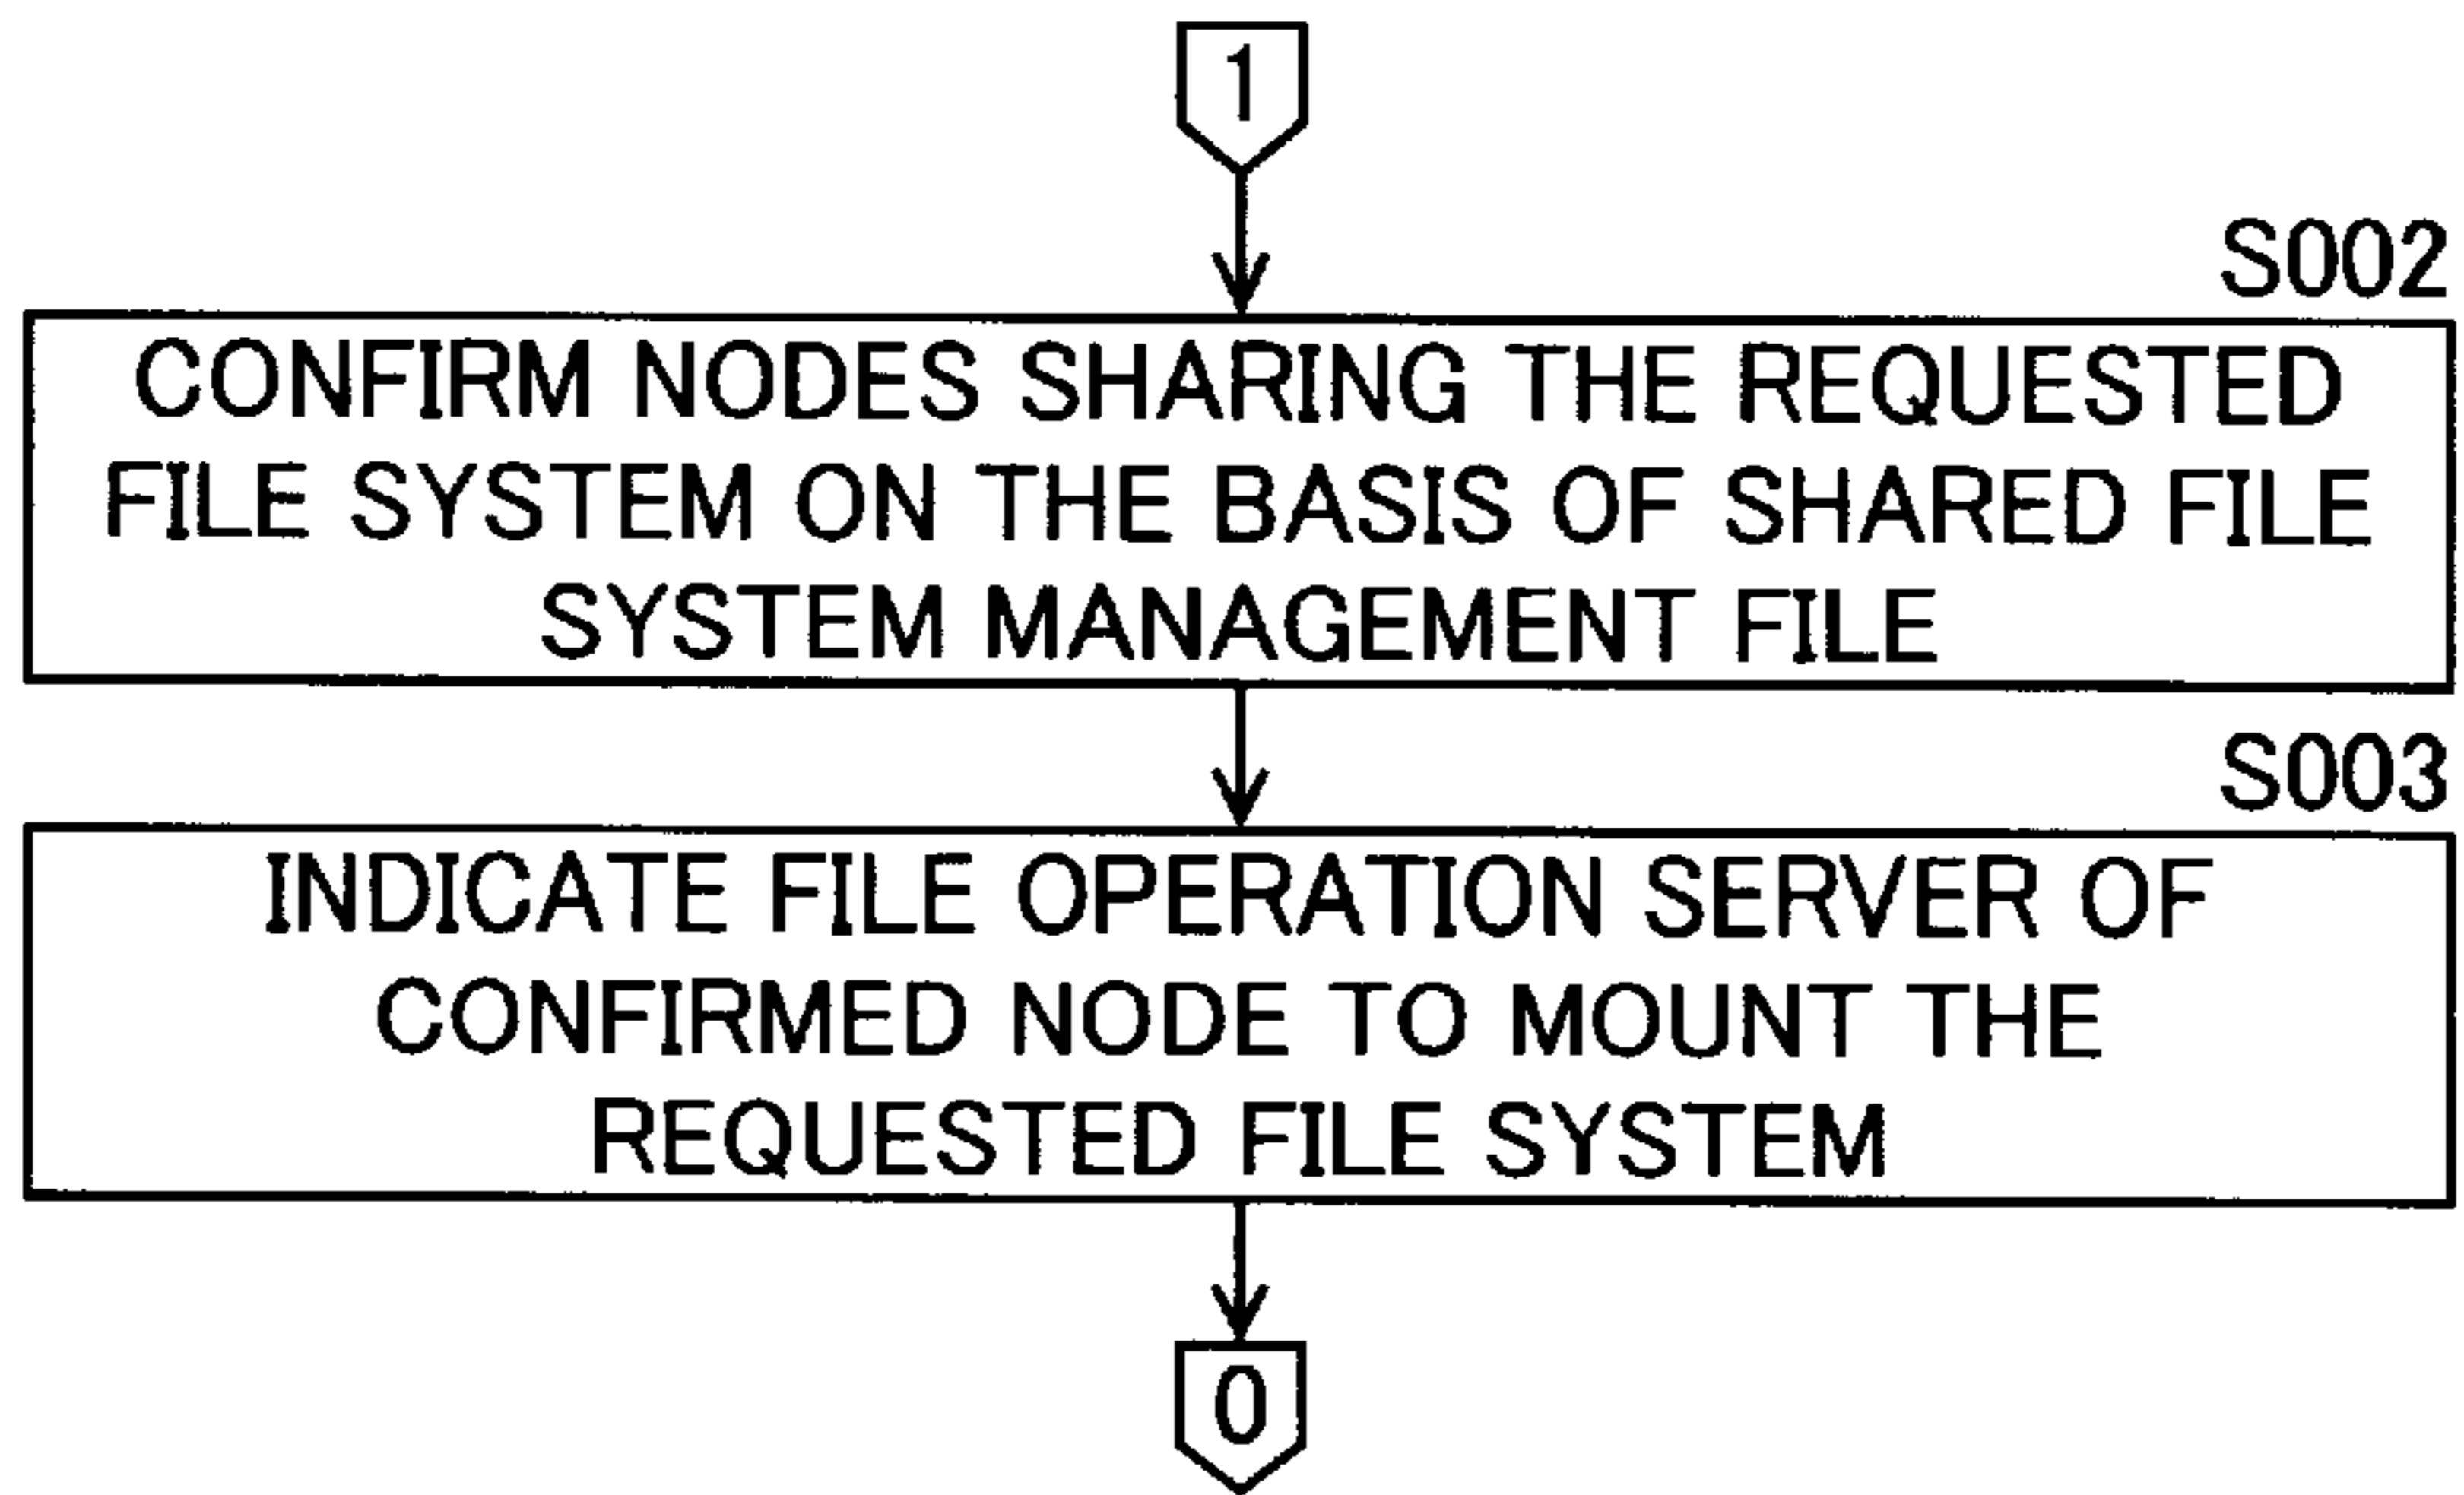 1
S002
CONFIRM NODES SHARING THE REQUESTED
FILE SYSTEM ON THE BASIS OF SHARED FILE
SYSTEM MANAGEMENT FILE
S003
INDICATE FILE OPERATION SERVER OF
CONFIRMED NODE TO MOUNT THE
REQUESTED FILE SYSTEM
0